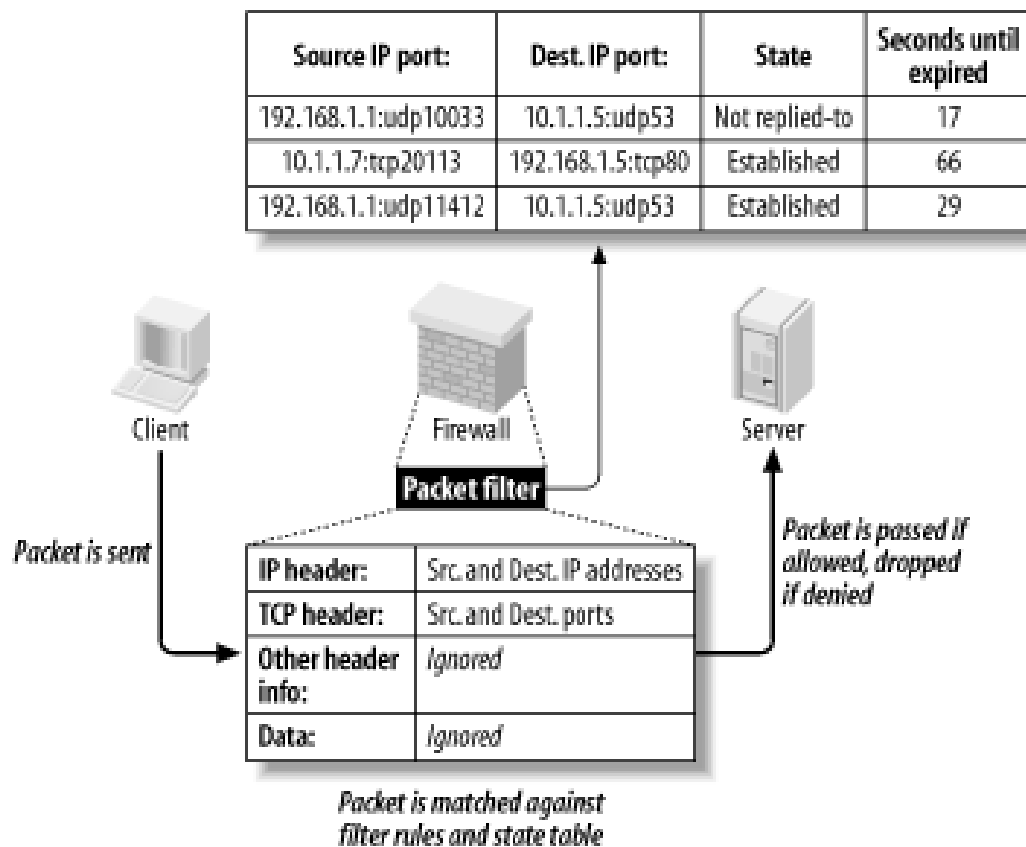 Source IP port: Dest. IP port: State Seconds until
expired
192.168.1.1:udp10033 10.1.1.5:udp53 Not replied-to 17
10.1.1.7:tcp20113 192.168.1.5:tcp80 Established 66
192.168.1.1:udp11412 10.1.1.5:udp53 Established 29
Client
Firewall
Server
Packet filter
Packet is sent
Packet is passed if
allowed, dropped
if denied
IP header: Src. and Dest. IP addresses
TCP header: Src. and Dest. ports
Other header Ignored
info:
Data: Ignored
Packet is matched against
filter rules and state table